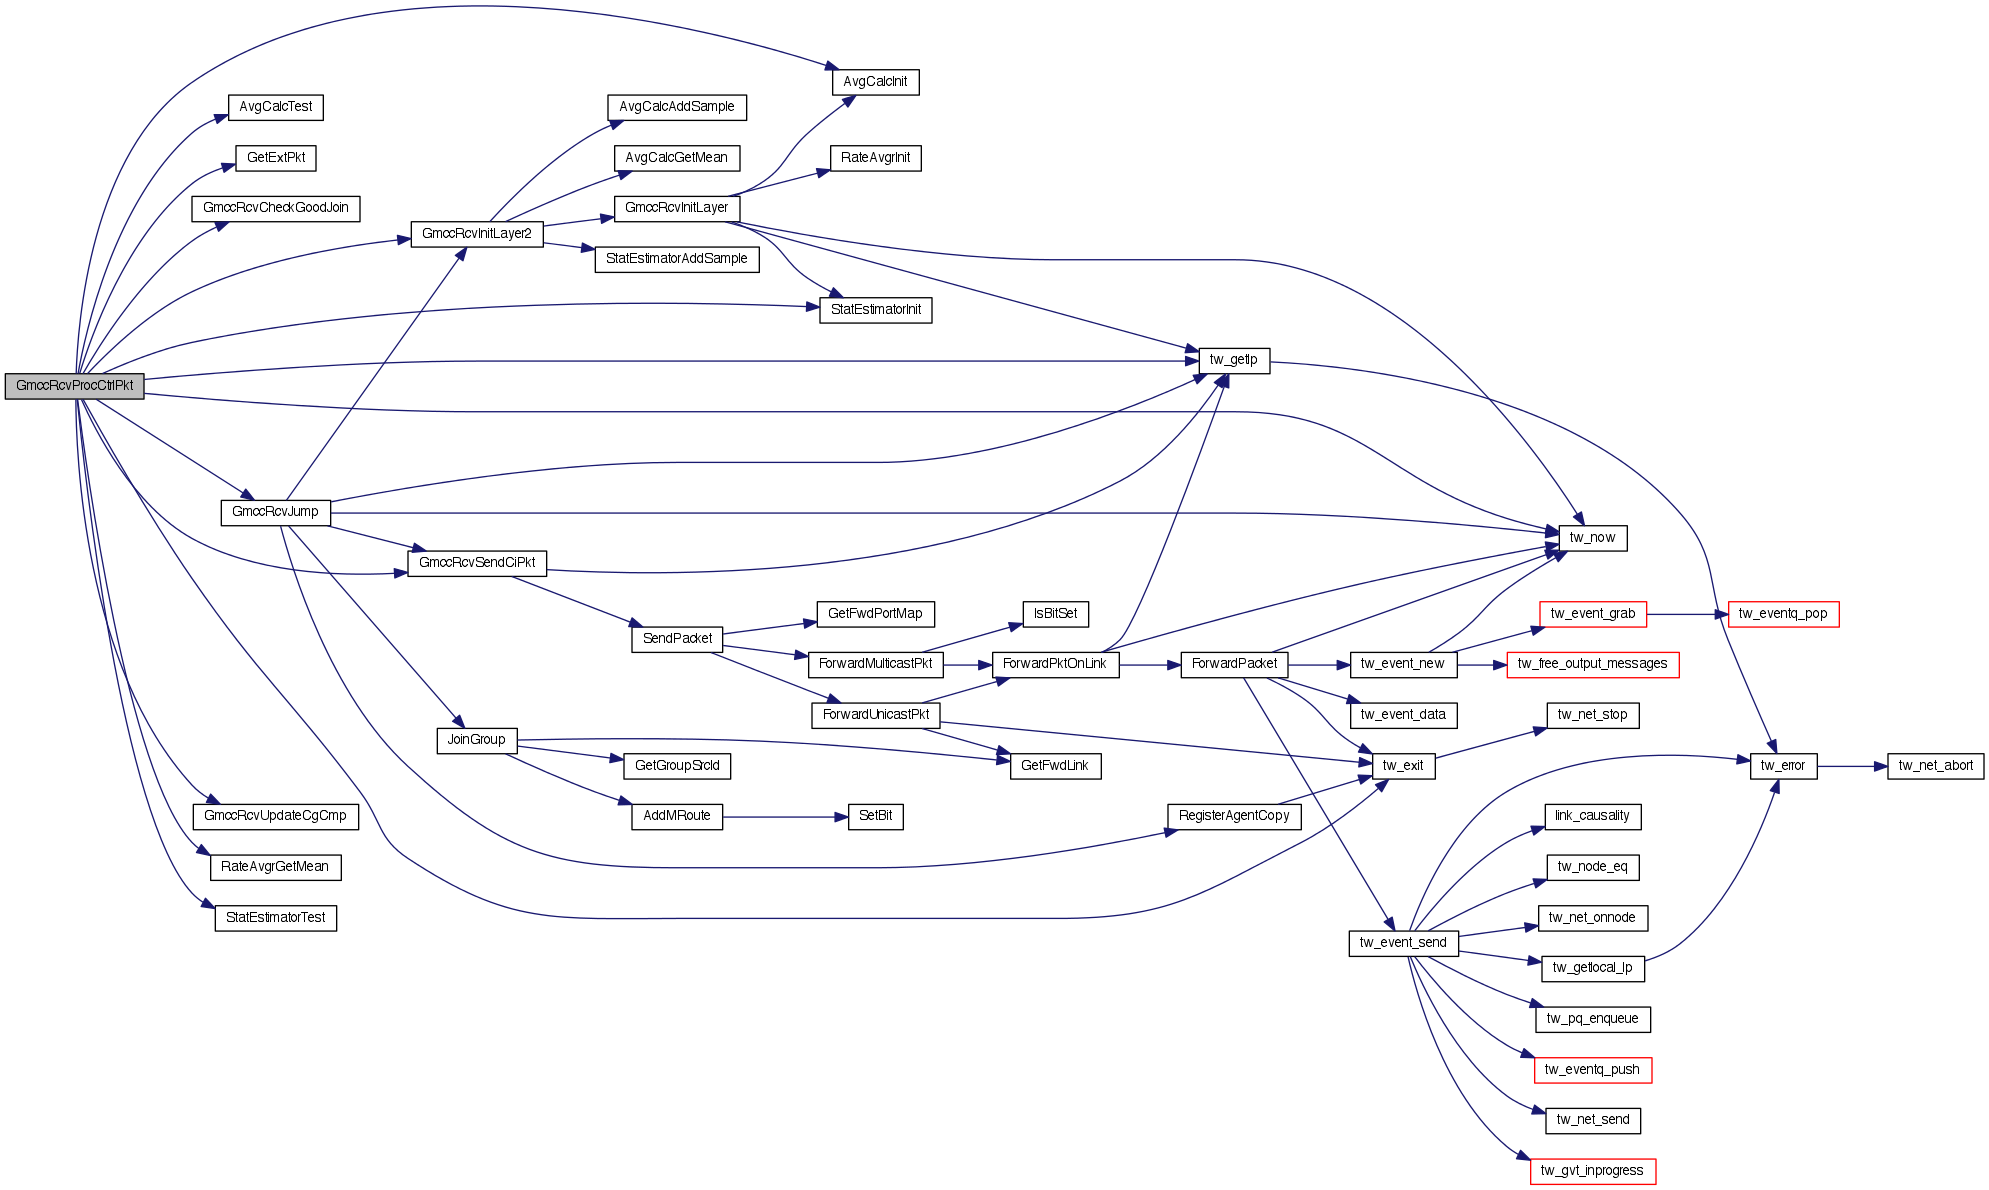 GmccRcvProcCtrlPkt
AvgCalcTest
GetExtPkt
GmccRcvCheckGoodJoin
GmccRcvJump
GmccRcvUpdateCgCmp
RateAvgrGetMean
StatEstimatorTest
GmccRcvInitLayer2
GmccRcvSendCiPkt
JoinGroup
AvgCalcAddSample
AvgCalcGetMean
GmccRcvInitLayer
StatEstimatorAddSample
SendPacket
GetGroupSrcId
AddMRoute
AvgCalcInit
RateAvgrInit
StatEstimatorInit
GetFwdPortMap
ForwardMulticastPkt
ForwardUnicastPkt
SetBit
IsBitSet
ForwardPktOnLink
GetFwdLink
tw_getlp
ForwardPacket
RegisterAgentCopy
tw_event_new
tw_event_data
tw_exit
tw_event_send
tw_now
tw_event_grab
tw_free_output_messages
tw_net_stop
link_causality
tw_node_eq
tw_net_onnode
tw_getlocal_lp
tw_pq_enqueue
tw_eventq_push
tw_net_send
tw_gvt_inprogress
tw_eventq_pop
tw_error
tw_net_abort